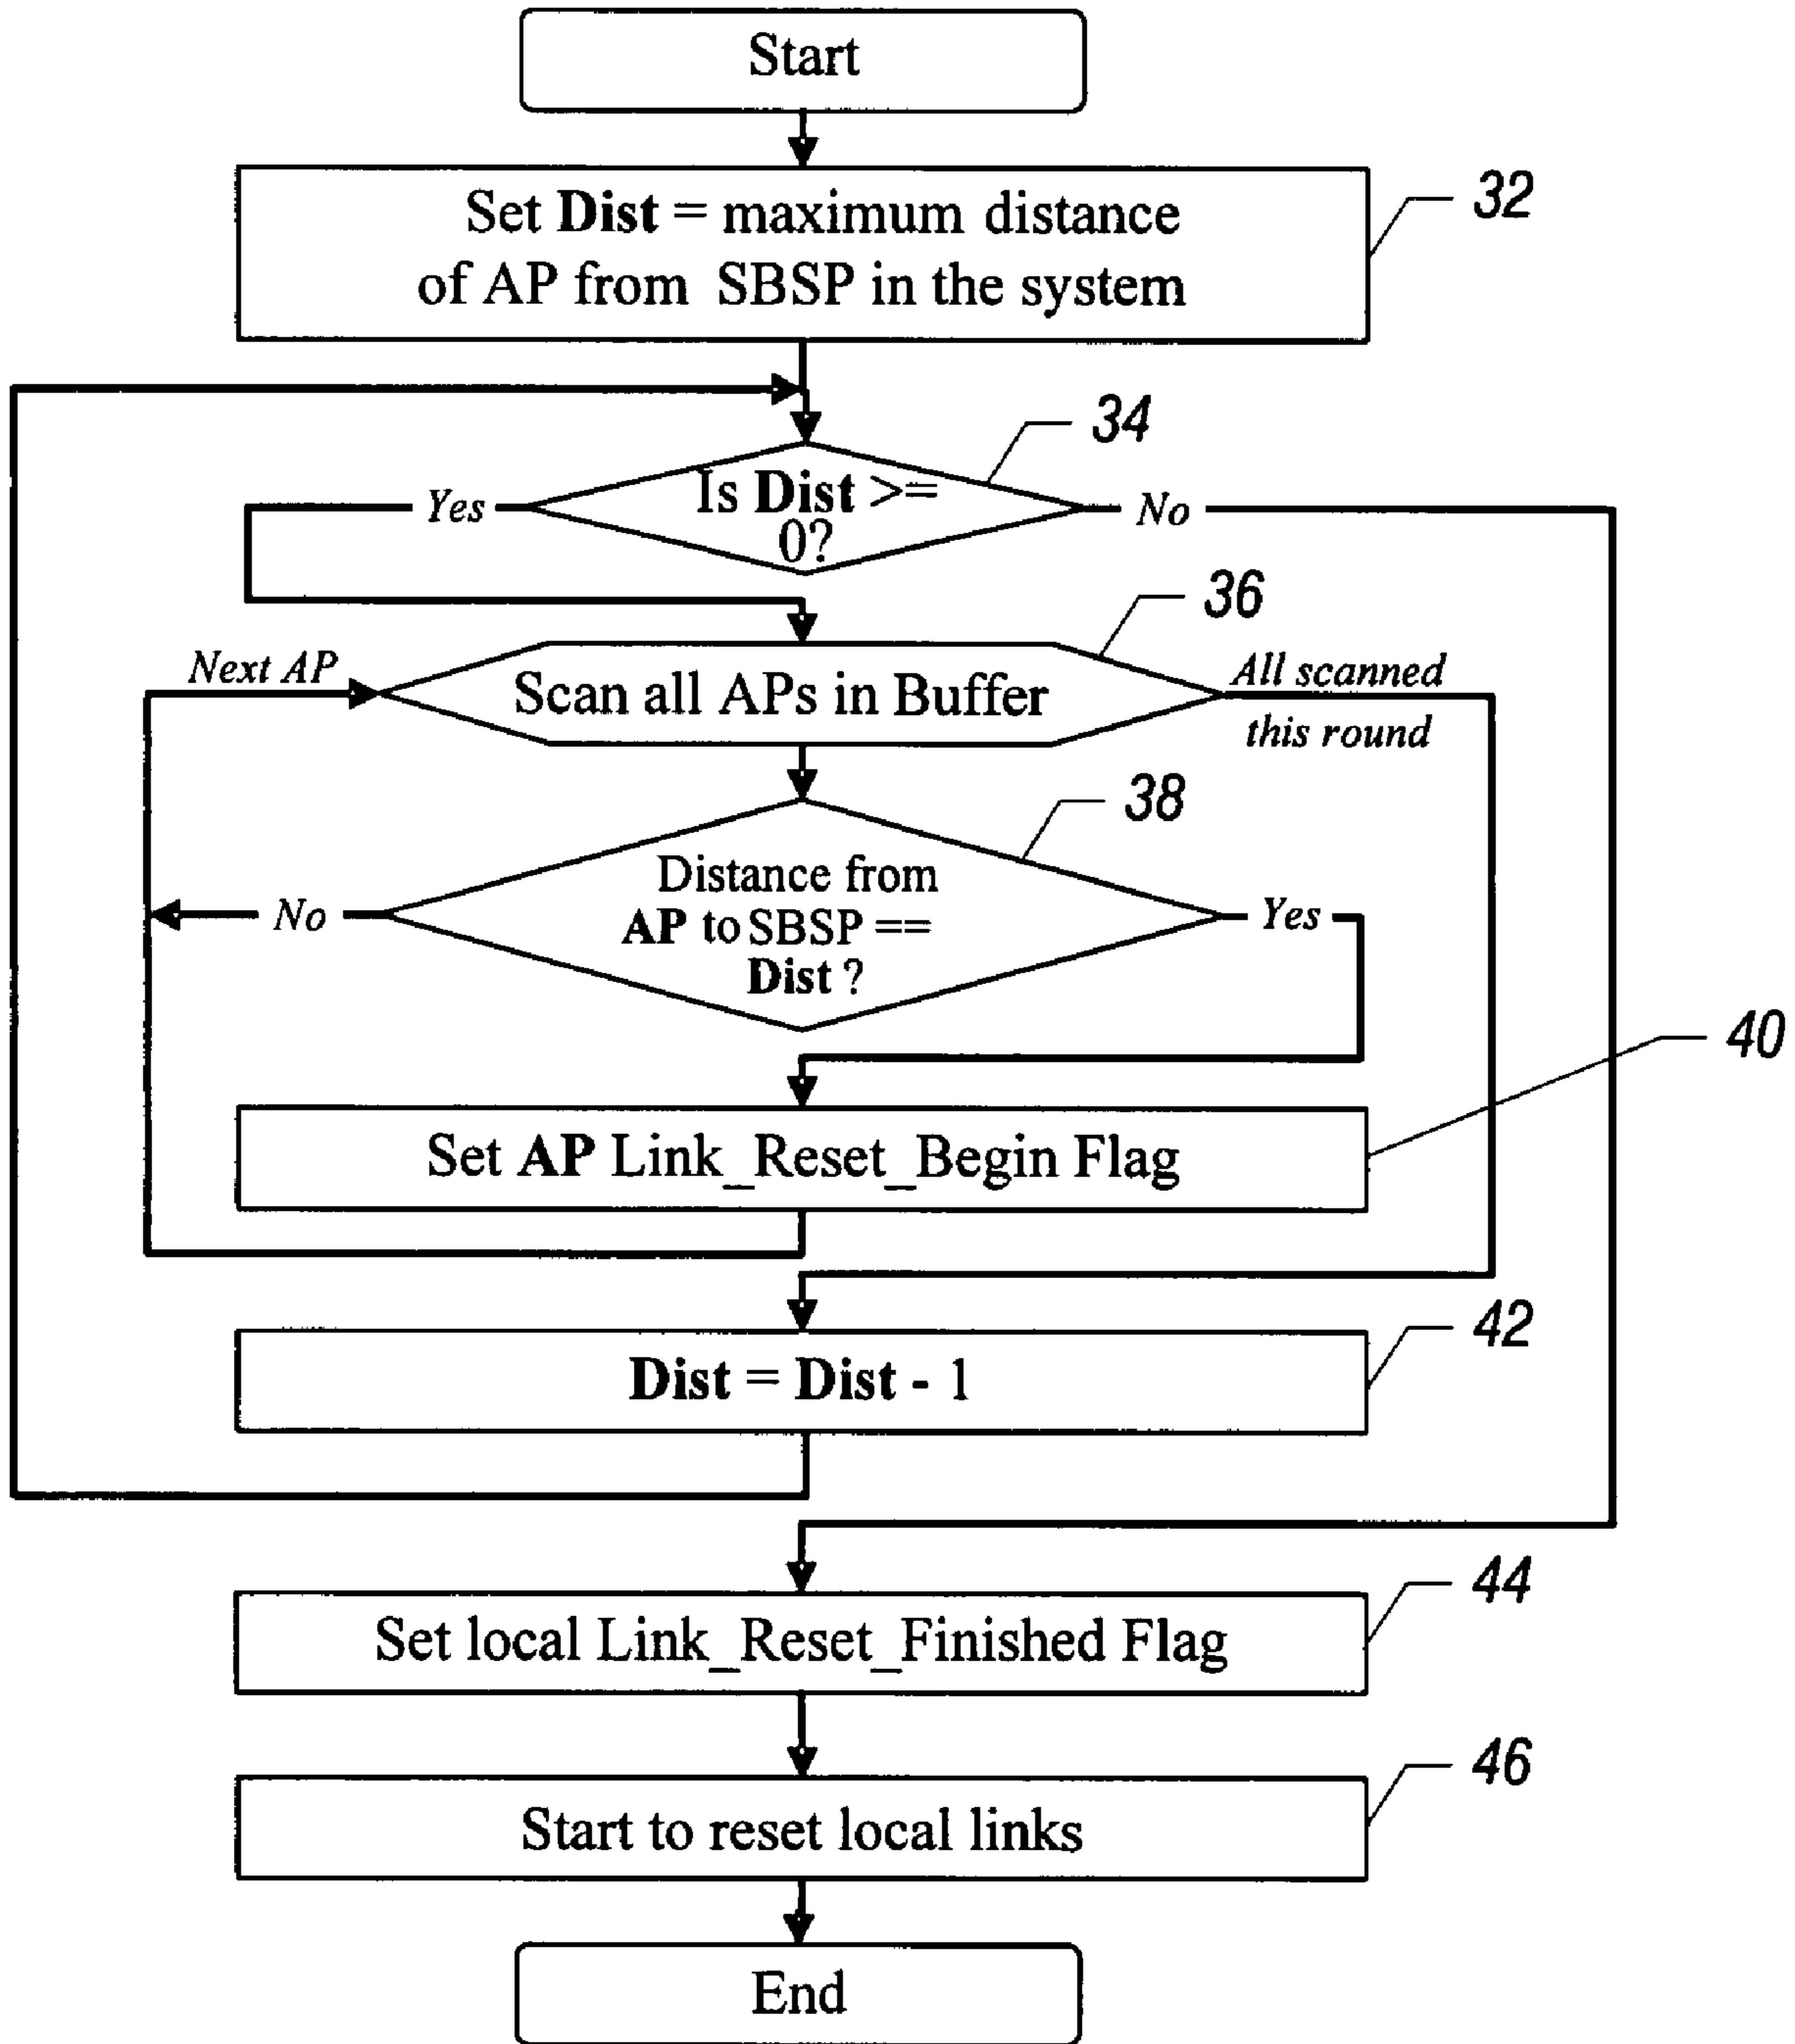 Start
Set Dist = maximum distance
of AP from SBSP in the system
32
34
Is Dist >=
0?
Yes
No
36
Next AP
Scan all APs in Buffer
All scanned
this round
38
Distance from
AP to SBSP ==
Dist ?
No
Yes
40
Set AP Link_Reset_Begin Flag
42
Dist = Dist - 1
44
Set local Link_Reset_Finished Flag
46
Start to reset local links
End